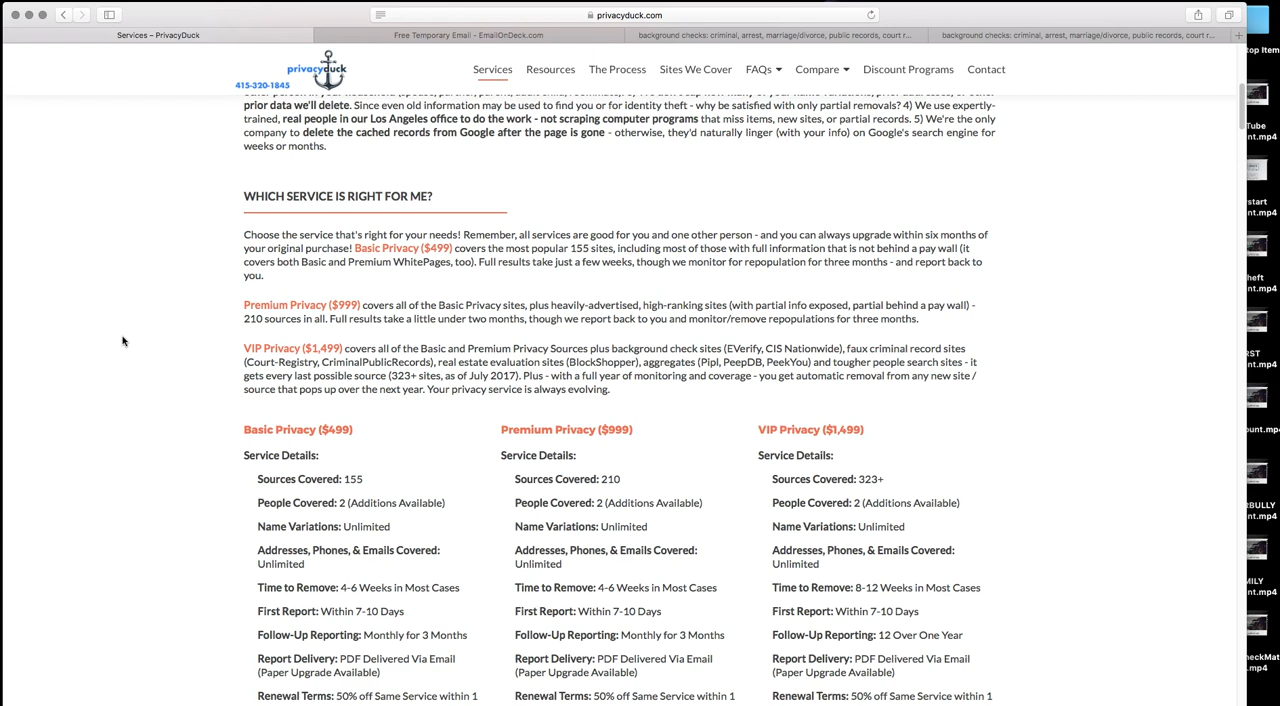 privacyduck.com
Services – PrivacyDuck
Free Temporary Email - EmailOnDeck.com
background checks: criminal, arrest, marriage/divorce, public records, court r...
background checks: criminal, arrest, marriage/divorce, public records, court r...
privacyduck
415-320-1845
Services
Resources
The Process
Sites We Cover
FAQs
Compare
Discount Programs
Contact
prior data we'll delete. Since even old information may be used to find you or for identity theft - why be satisfied with only partial removals? 4) We use expertly-
trained, real people in our Los Angeles office to do the work - not scraping computer programs that miss items, new sites, or partial records. 5) We're the only
company to delete the cached records from Google after the page is gone - otherwise, they'd naturally linger (with your info) on Google's search engine for
weeks or months.
WHICH SERVICE IS RIGHT FOR ME?
Choose the service that's right for your needs! Remember, all services are good for you and one other person - and you can always upgrade within six months of
your original purchase! Basic Privacy ($499) covers the most popular 155 sites, including most of those with full information that is not behind a pay wall (it
covers both Basic and Premium WhitePages, too). Full results take just a few weeks, though we monitor for repopulation for three months - and report back to
you.
Premium Privacy ($999) covers all of the Basic Privacy sites, plus heavily-advertised, high-ranking sites (with partial info exposed, partial behind a pay wall) -
210 sources in all. Full results take a little under two months, though we report back to you and monitor/remove repopulations for three months.
VIP Privacy ($1,499) covers all of the Basic and Premium Privacy Sources plus background check sites (EVerify, CIS Nationwide), faux criminal record sites
(Court-Registry, CriminalPublicRecords), real estate evaluation sites (BlockShopper), aggregates (Pipl, PeepDB, PeekYou) and tougher people search sites - it
gets every last possible source (323+ sites, as of July 2017). Plus - with a full year of monitoring and coverage - you get automatic removal from any new site /
source that pops up over the next year. Your privacy service is always evolving.
Basic Privacy ($499)
Service Details:
Sources Covered: 155
People Covered: 2 (Additions Available)
Name Variations: Unlimited
Addresses, Phones, & Emails Covered:
Unlimited
Time to Remove: 4-6 Weeks in Most Cases
First Report: Within 7-10 Days
Follow-Up Reporting: Monthly for 3 Months
Report Delivery: PDF Delivered Via Email
(Paper Upgrade Available)
Renewal Terms: 50% off Same Service within 1
Premium Privacy ($999)
Service Details:
Sources Covered: 210
People Covered: 2 (Additions Available)
Name Variations: Unlimited
Addresses, Phones, & Emails Covered:
Unlimited
Time to Remove: 4-6 Weeks in Most Cases
First Report: Within 7-10 Days
Follow-Up Reporting: Monthly for 3 Months
Report Delivery: PDF Delivered Via Email
(Paper Upgrade Available)
Renewal Terms: 50% off Same Service within 1
VIP Privacy ($1,499)
Service Details:
Sources Covered: 323+
People Covered: 2 (Additions Available)
Name Variations: Unlimited
Addresses, Phones, & Emails Covered:
Unlimited
Time to Remove: 8-12 Weeks in Most Cases
First Report: Within 7-10 Days
Follow-Up Reporting: 12 Over One Year
Report Delivery: PDF Delivered Via Email
(Paper Upgrade Available)
Renewal Terms: 50% off Same Service within 1
top Item
nt.mp4
Tube
nt.mp4
start
nt.mp4
heft
nt.mp4
RST
nt.mp4
ount.mp4
RBULLY
nt.mp4
MILY
nt.mp4
heckMat
.mp4